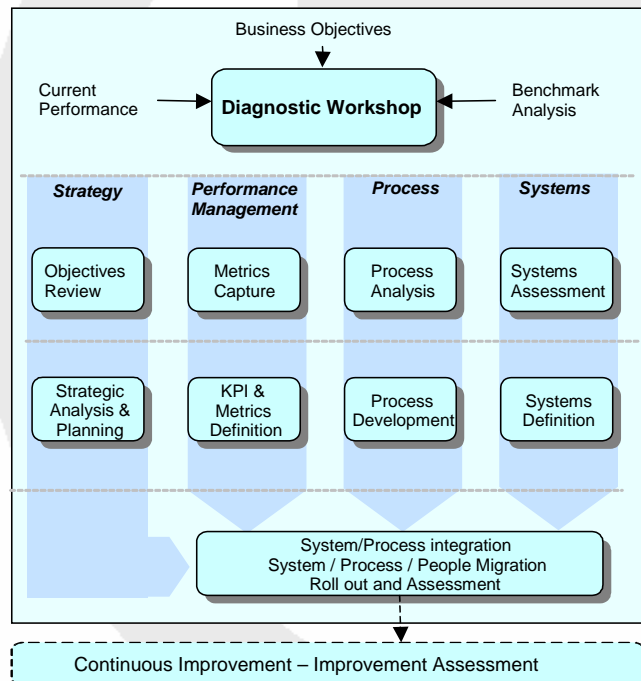 Business Objectives
Current
Performance
Diagnostic Workshop
Benchmark
Analysis
Strategy
Performance
Management
Process
Systems
Objectives
Review
Metrics
Capture
Process
Analysis
Systems
Assessment
Strategic
Analysis &
Planning
KPI &
Metrics
Definition
Process
Development
Systems
Definition
System/Process integration
System / Process / People Migration
Roll out and Assessment
Continuous Improvement – Improvement Assessment